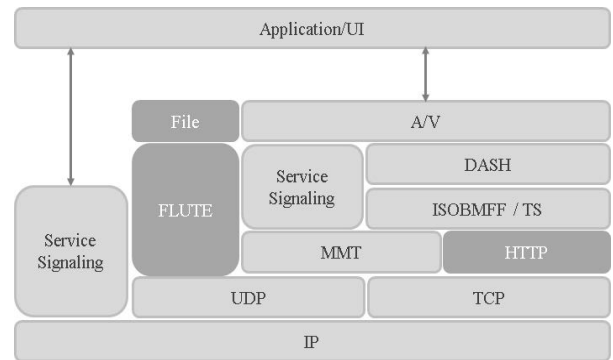 Application/UI
File
A/V
Service
Signaling
DASH
FLUTE
ISOBMFF / TS
Service
Signaling
MMT
HTTP
UDP
TCP
IP